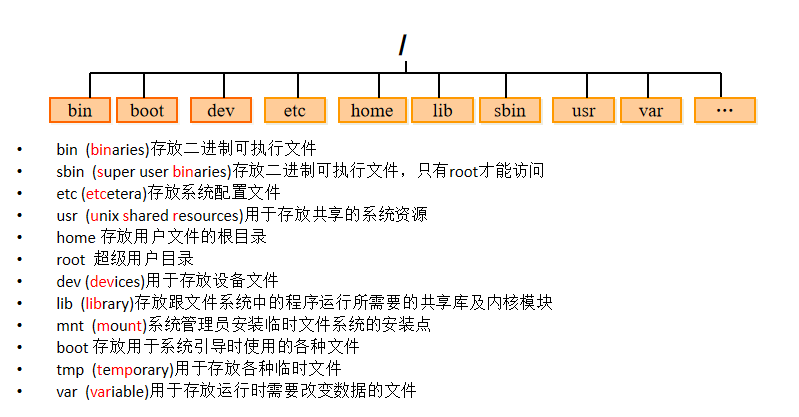 /
bin boot dev etc home lib sbin usr var ...
• bin (binaries)存放二进制可执行文件
• sbin (super user binaries)存放二进制可执行文件，只有root才能访问
• etc (etcetera)存放系统配置文件
• usr (unix shared resources)用于存放共享的系统资源
• home 存放用户文件的根目录
• root 超级用户目录
• dev (devices)用于存放设备文件
• lib (library)存放跟文件系统中的程序运行所需要的共享库及内核模块
• mnt (mount)系统管理员安装临时文件系统的安装点
• boot 存放用于系统引导时使用的各种文件
• tmp (temporary)用于存放各种临时文件
• var (variable)用于存放运行时需要改变数据的文件